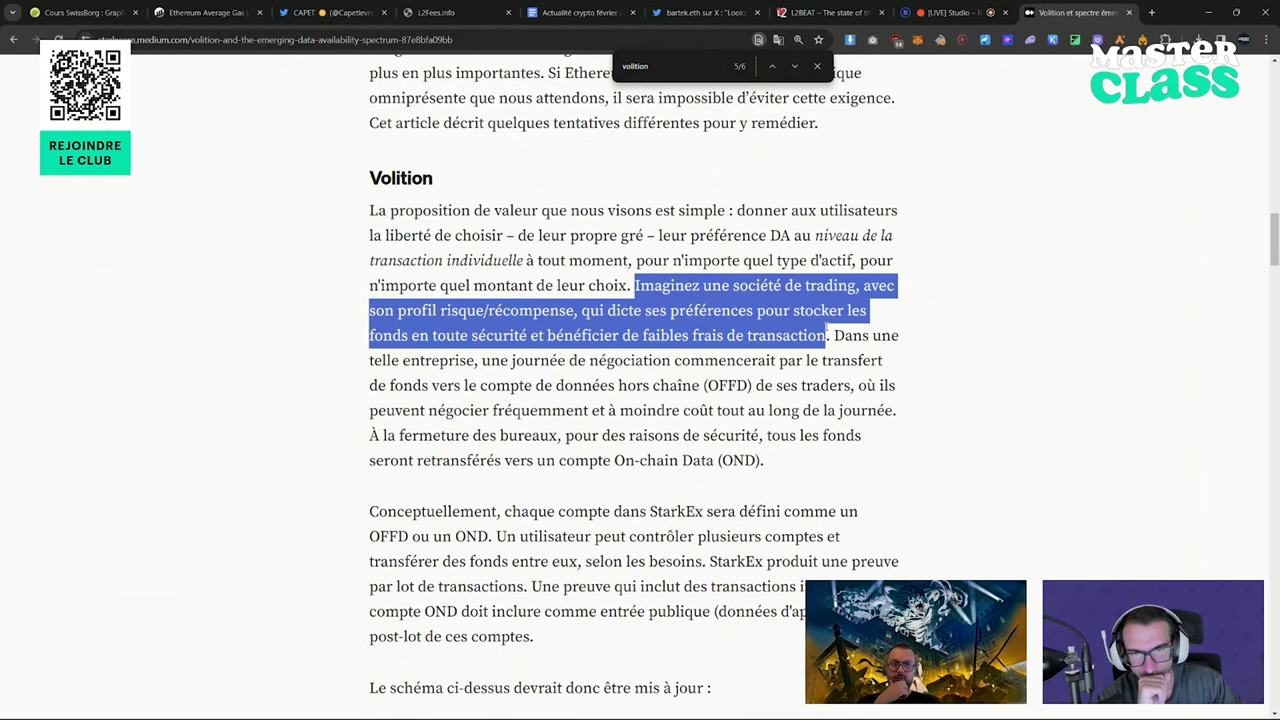 Cours SwissBorg : Graph
Ethereum Average Gas
CAPET
(@Capetlevra
L2Fees.info
Actualité crypto février
bartek.eth sur X : "Looks
L2BEAT – The state of th
[LIVE] Studio – R
Volition et spectre éme
starkware.medium.com/volition-and-the-emerging-data-availability-spectrum-87e8bfa09bb
volition
5/6
MASTER
CLASS
REJOINDRE
LE CLUB
plus en plus importantes. Si Ethere
ique
omniprésente que nous attendons, il sera impossible d'éviter cette exigence.
Cet article décrit quelques tentatives différentes pour y remédier.
Volition
La proposition de valeur que nous visons est simple : donner aux utilisateurs
la liberté de choisir – de leur propre gré – leur préférence DA au niveau de la
transaction individuelle à tout moment, pour n'importe quel type d'actif, pour
n'importe quel montant de leur choix. Imaginez une société de trading, avec
son profil risque/récompense, qui dicte ses préférences pour stocker les
fonds en toute sécurité et bénéficier de faibles frais de transaction. Dans une
telle entreprise, une journée de négociation commencerait par le transfert
de fonds vers le compte de données hors chaîne (OFFD) de ses traders, où ils
peuvent négocier fréquemment et à moindre coût tout au long de la journée.
À la fermeture des bureaux, pour des raisons de sécurité, tous les fonds
seront retransférés vers un compte On-chain Data (OND).
Conceptuellement, chaque compte dans StarkEx sera défini comme un
OFFD ou un OND. Un utilisateur peut contrôler plusieurs comptes et
transférer des fonds entre eux, selon les besoins. StarkEx produit une preuve
par lot de transactions. Une preuve qui inclut des transactions i
compte OND doit inclure comme entrée publique (données d'ap
post-lot de ces comptes.
Le schéma ci-dessus devrait donc être mis à jour :